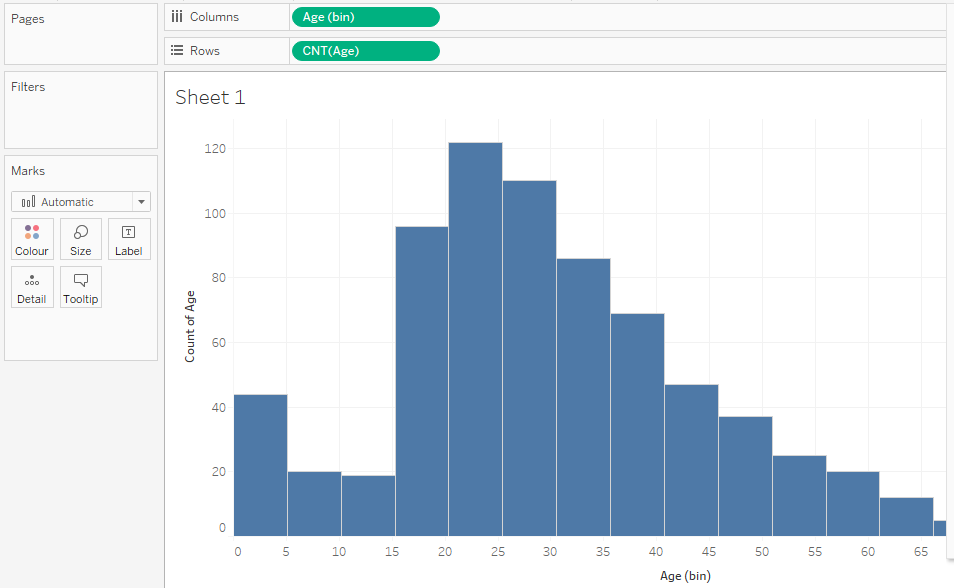 Pages
Columns
Age (bin)
Rows
CNT(Age)
Filters
Sheet 1
Marks
Automatic
Colour
Size
Label
Detail
Tooltip
Count of Age
120
100
80
60
40
20
0
0 5 10 15 20 25 30 35 40 45 50 55 60 65
Age (bin)